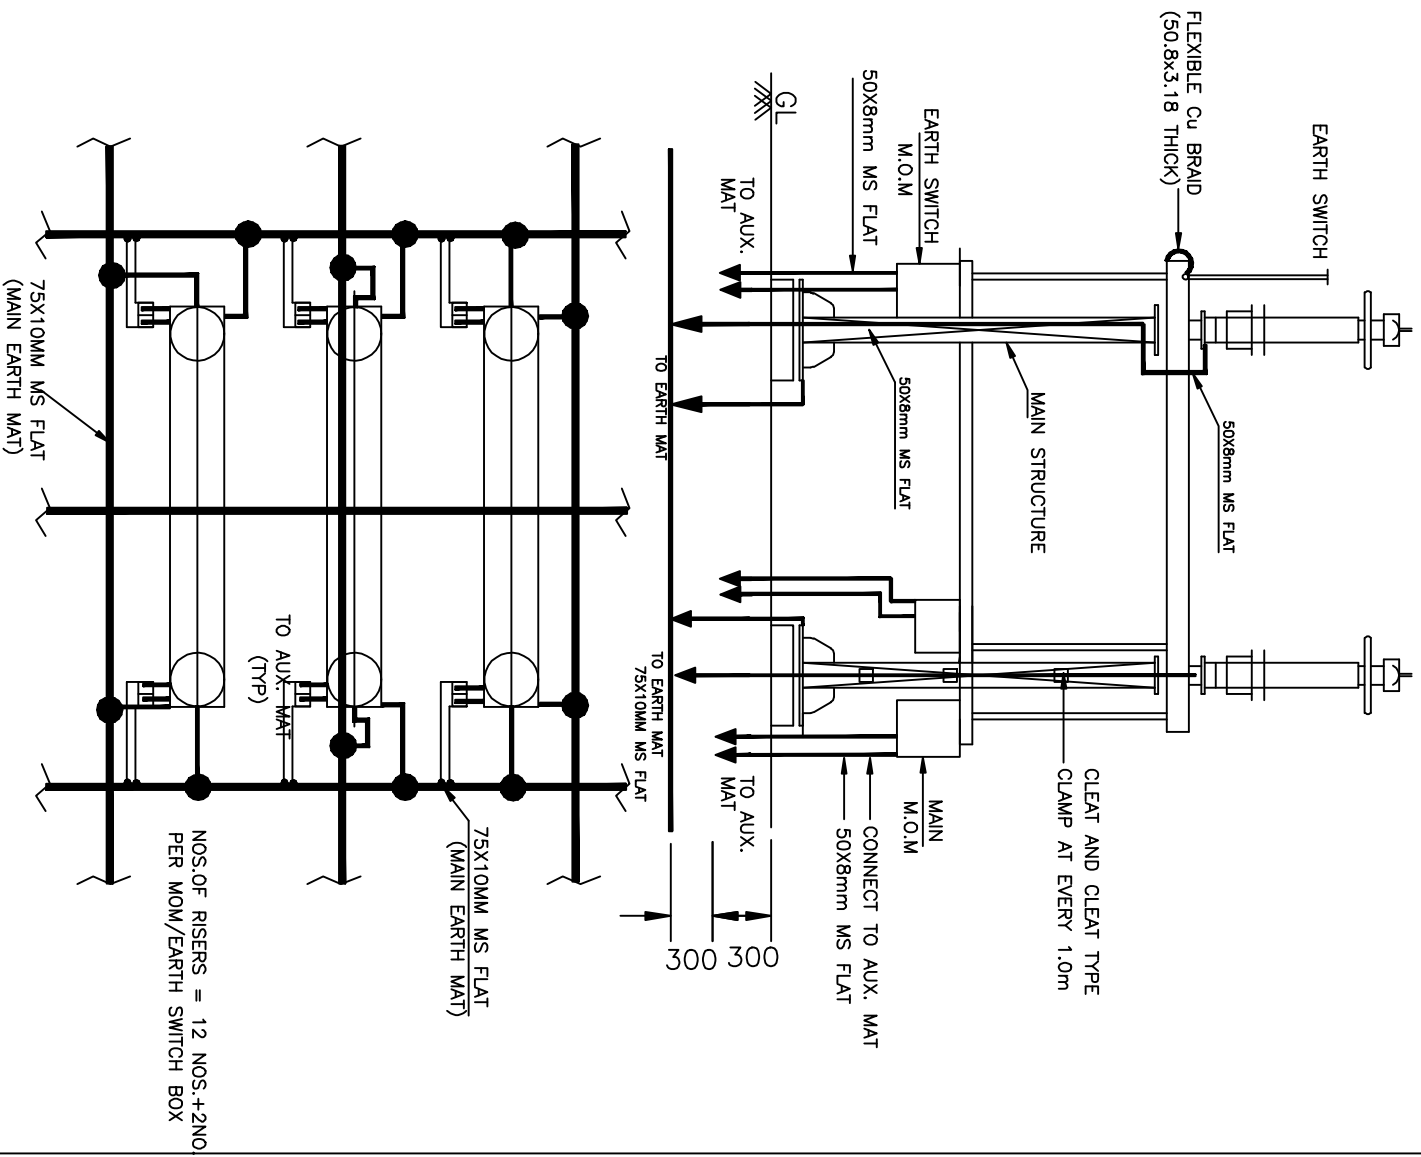 EARTH SWITCH
FLEXIBLE Cu BRAID
(50.8x3.18 THICK)
50X8mm MS FLAT
CLEAT AND CLEAT TYPE
CLAMP AT EVERY 1.0m
MAIN STRUCTURE
EARTH SWITCH
M.O.M
50X8mm MS FLAT
50X8mm MS FLAT
MAIN
M.O.M
CONNECT TO AUX. MAT
50X8mm MS FLAT
GL
TO AUX.
MAT
TO AUX.
MAT
300
300
TO EARTH MAT
TO EARTH MAT
75X10MM MS FLAT
75X10MM MS FLAT
(MAIN EARTH MAT)
TO AUX. MAT
(TYP)
NOS.OF RISERS = 12 NOS.+2NO.
PER MOM/EARTH SWITCH BOX
75X10MM MS FLAT
(MAIN EARTH MAT)